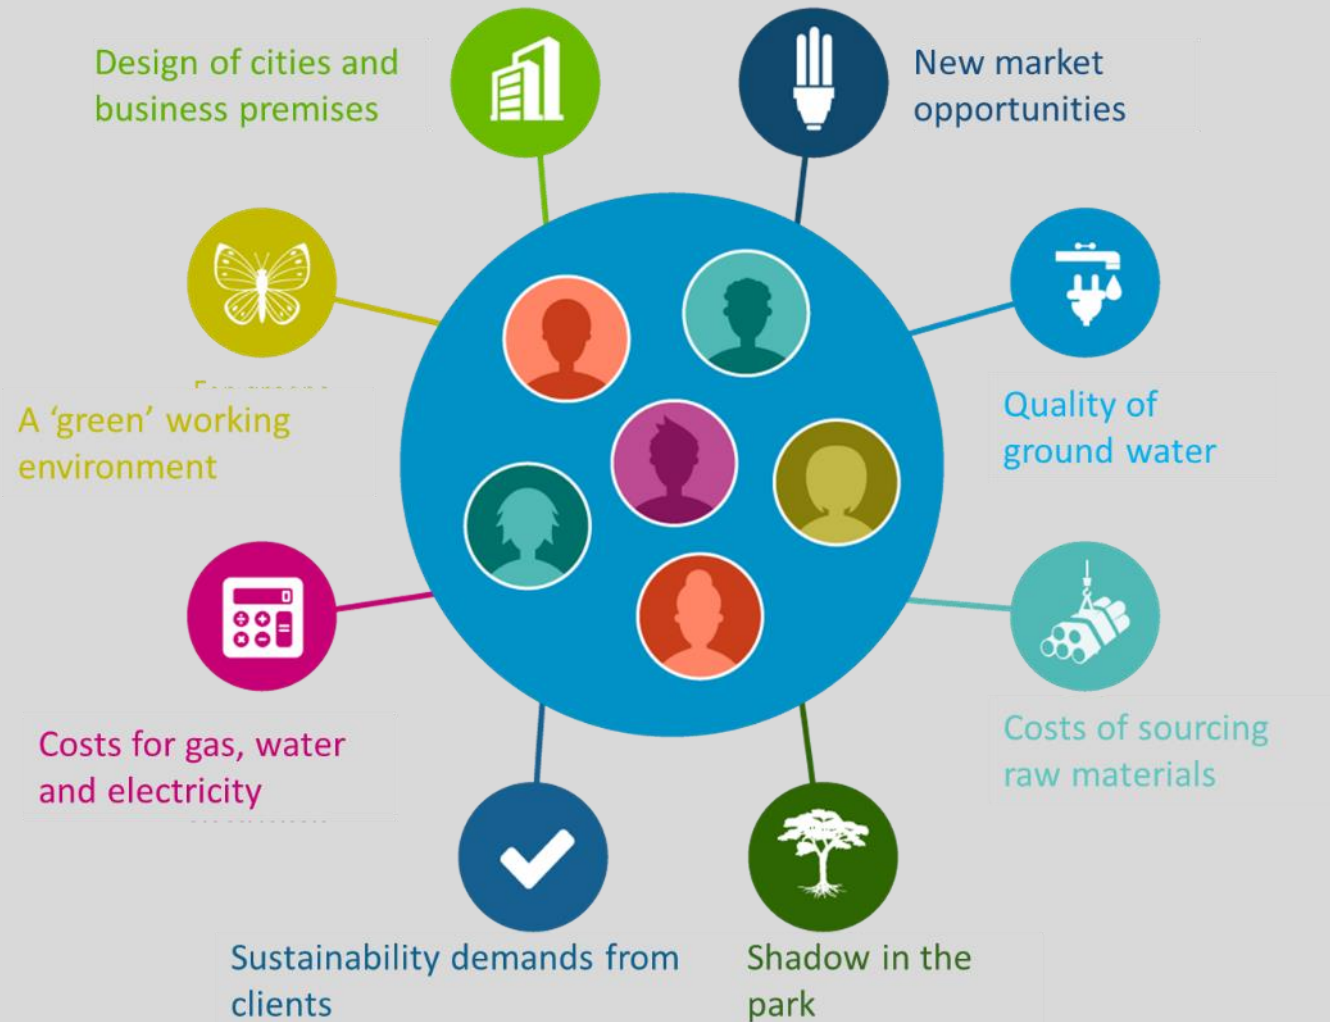 Design of cities and
business premises
New market
opportunities
A ‘green’ working
environment
Quality of
ground water
Costs for gas, water
and electricity
Costs of sourcing
raw materials
Sustainability demands from
clients
Shadow in the
park